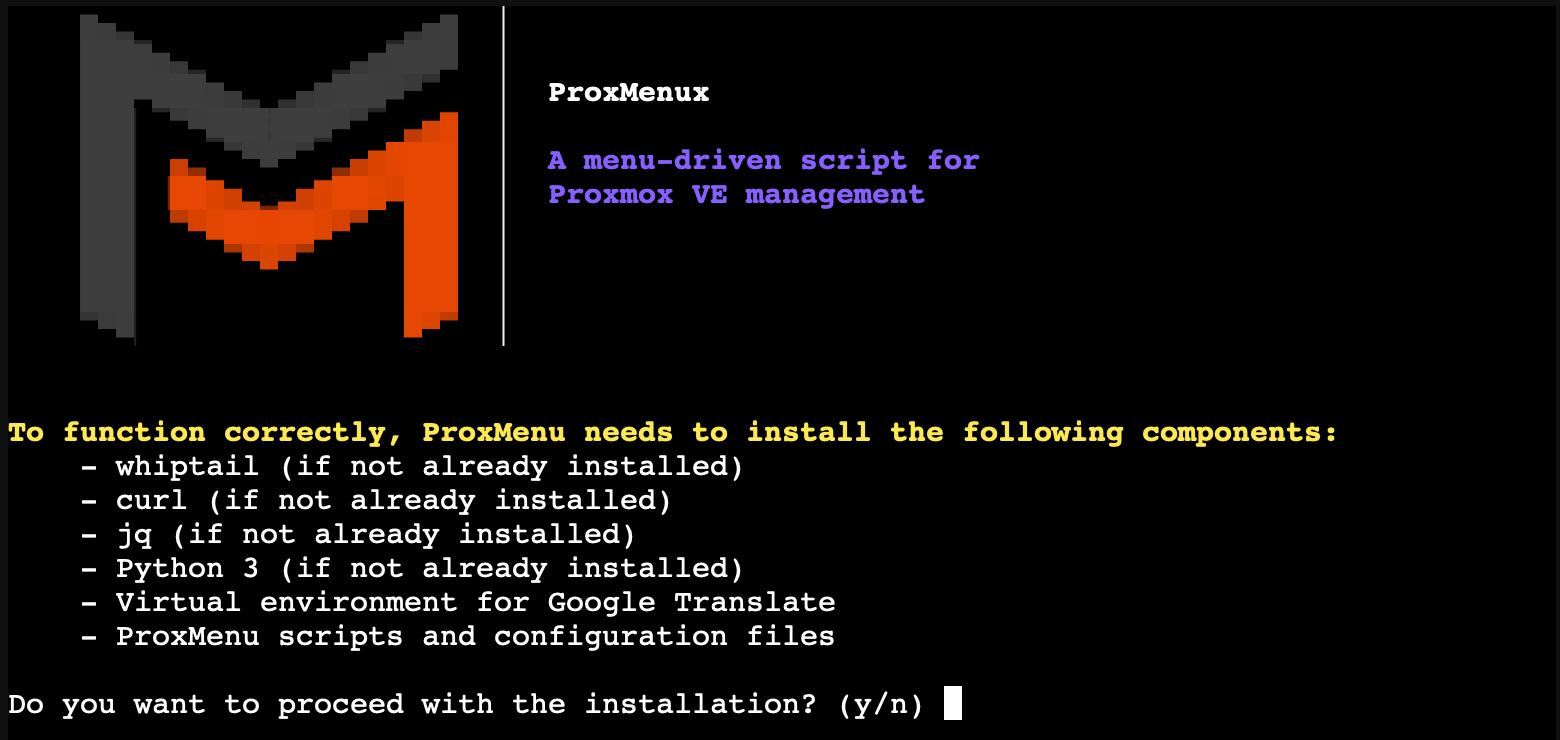 ProxMenux
A menu-driven script for
Proxmox VE management
To function correctly, ProxMenu needs to install the following components:
- whiptail (if not already installed)
- curl (if not already installed)
- jq (if not already installed)
- Python 3 (if not already installed)
- Virtual environment for Google Translate
- ProxMenu scripts and configuration files
Do you want to proceed with the installation? (y/n)